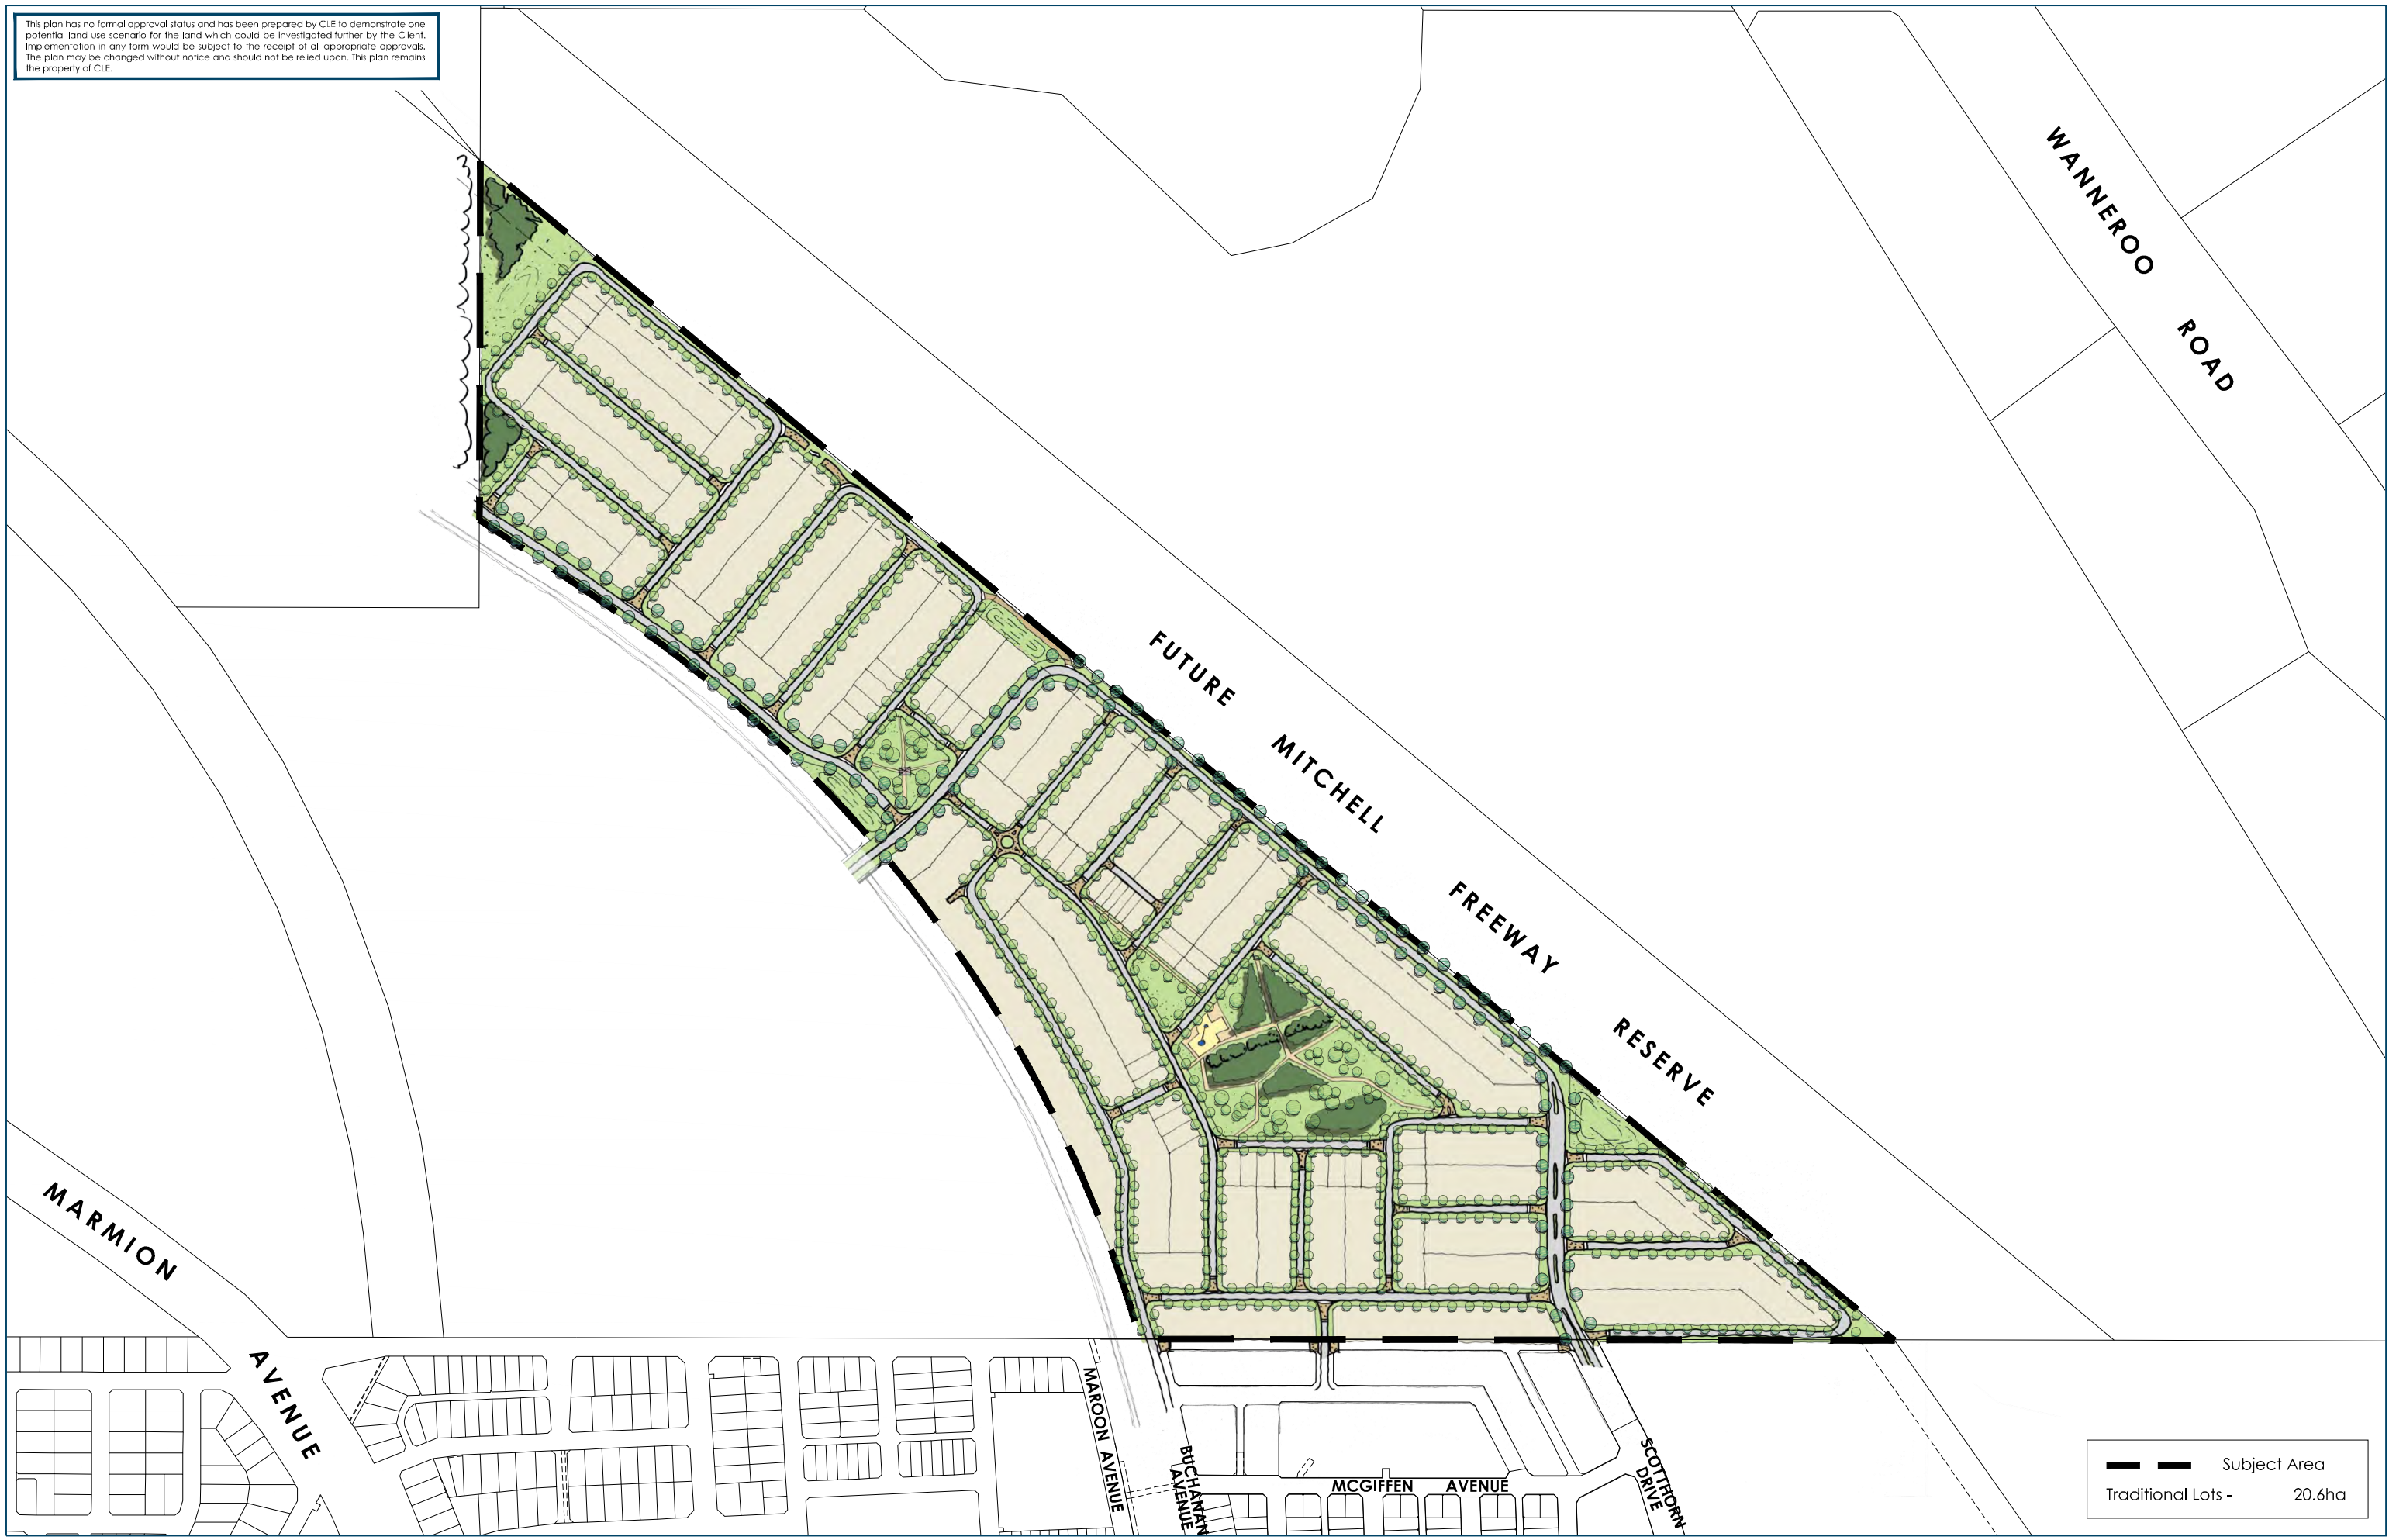 This plan has no formal approval status and has been prepared by CLE to demonstrate one
potential land use scenario for the land which could be investigated further by the Client.
Implementation in any form would be subject to the receipt of all appropriate approvals.
The plan may be changed without notice and should not be relied upon. This plan remains
the property of CLE.
WANNEROO ROAD
FUTURE MITCHELL FREEWAY RESERVE
MARMION AVENUE
MAROON AVENUE
BUCHANAN
AVENUE
MCGIFFEN AVENUE
SCOTTHORN
DRIVE
Subject Area
Traditional Lots - 20.6ha